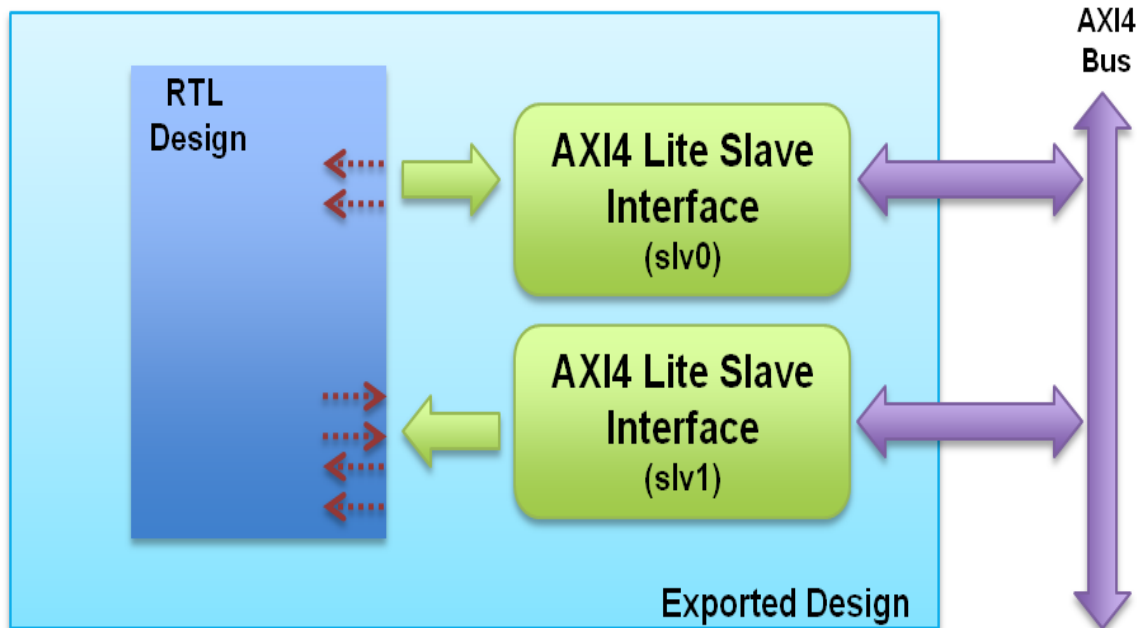 AXI4
Bus
RTL
Design
AXI4 Lite Slave
Interface
(slv0)
AXI4 Lite Slave
Interface
(slv1)
Exported Design